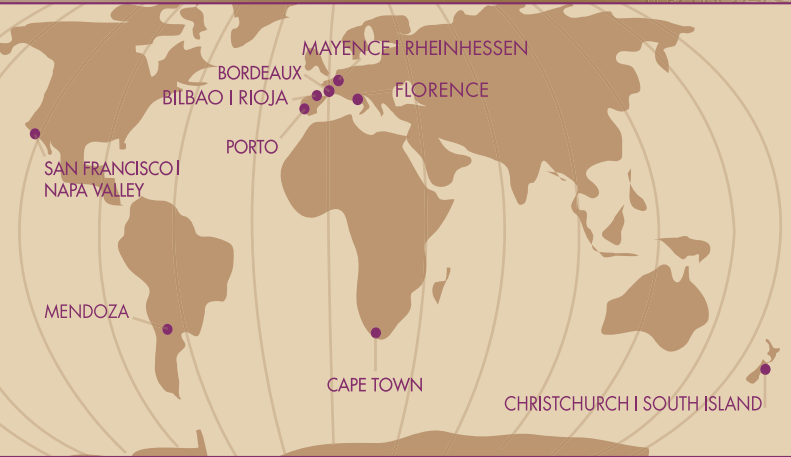 MAYENCE | RHEINHESSEN
BORDEAUX
BILBAO | RIOJA
FLORENCE
PORTO
SAN FRANCISCO |
NAPA VALLEY
MENDOZA
CAPE TOWN
CHRISTCHURCH | SOUTH ISLAND